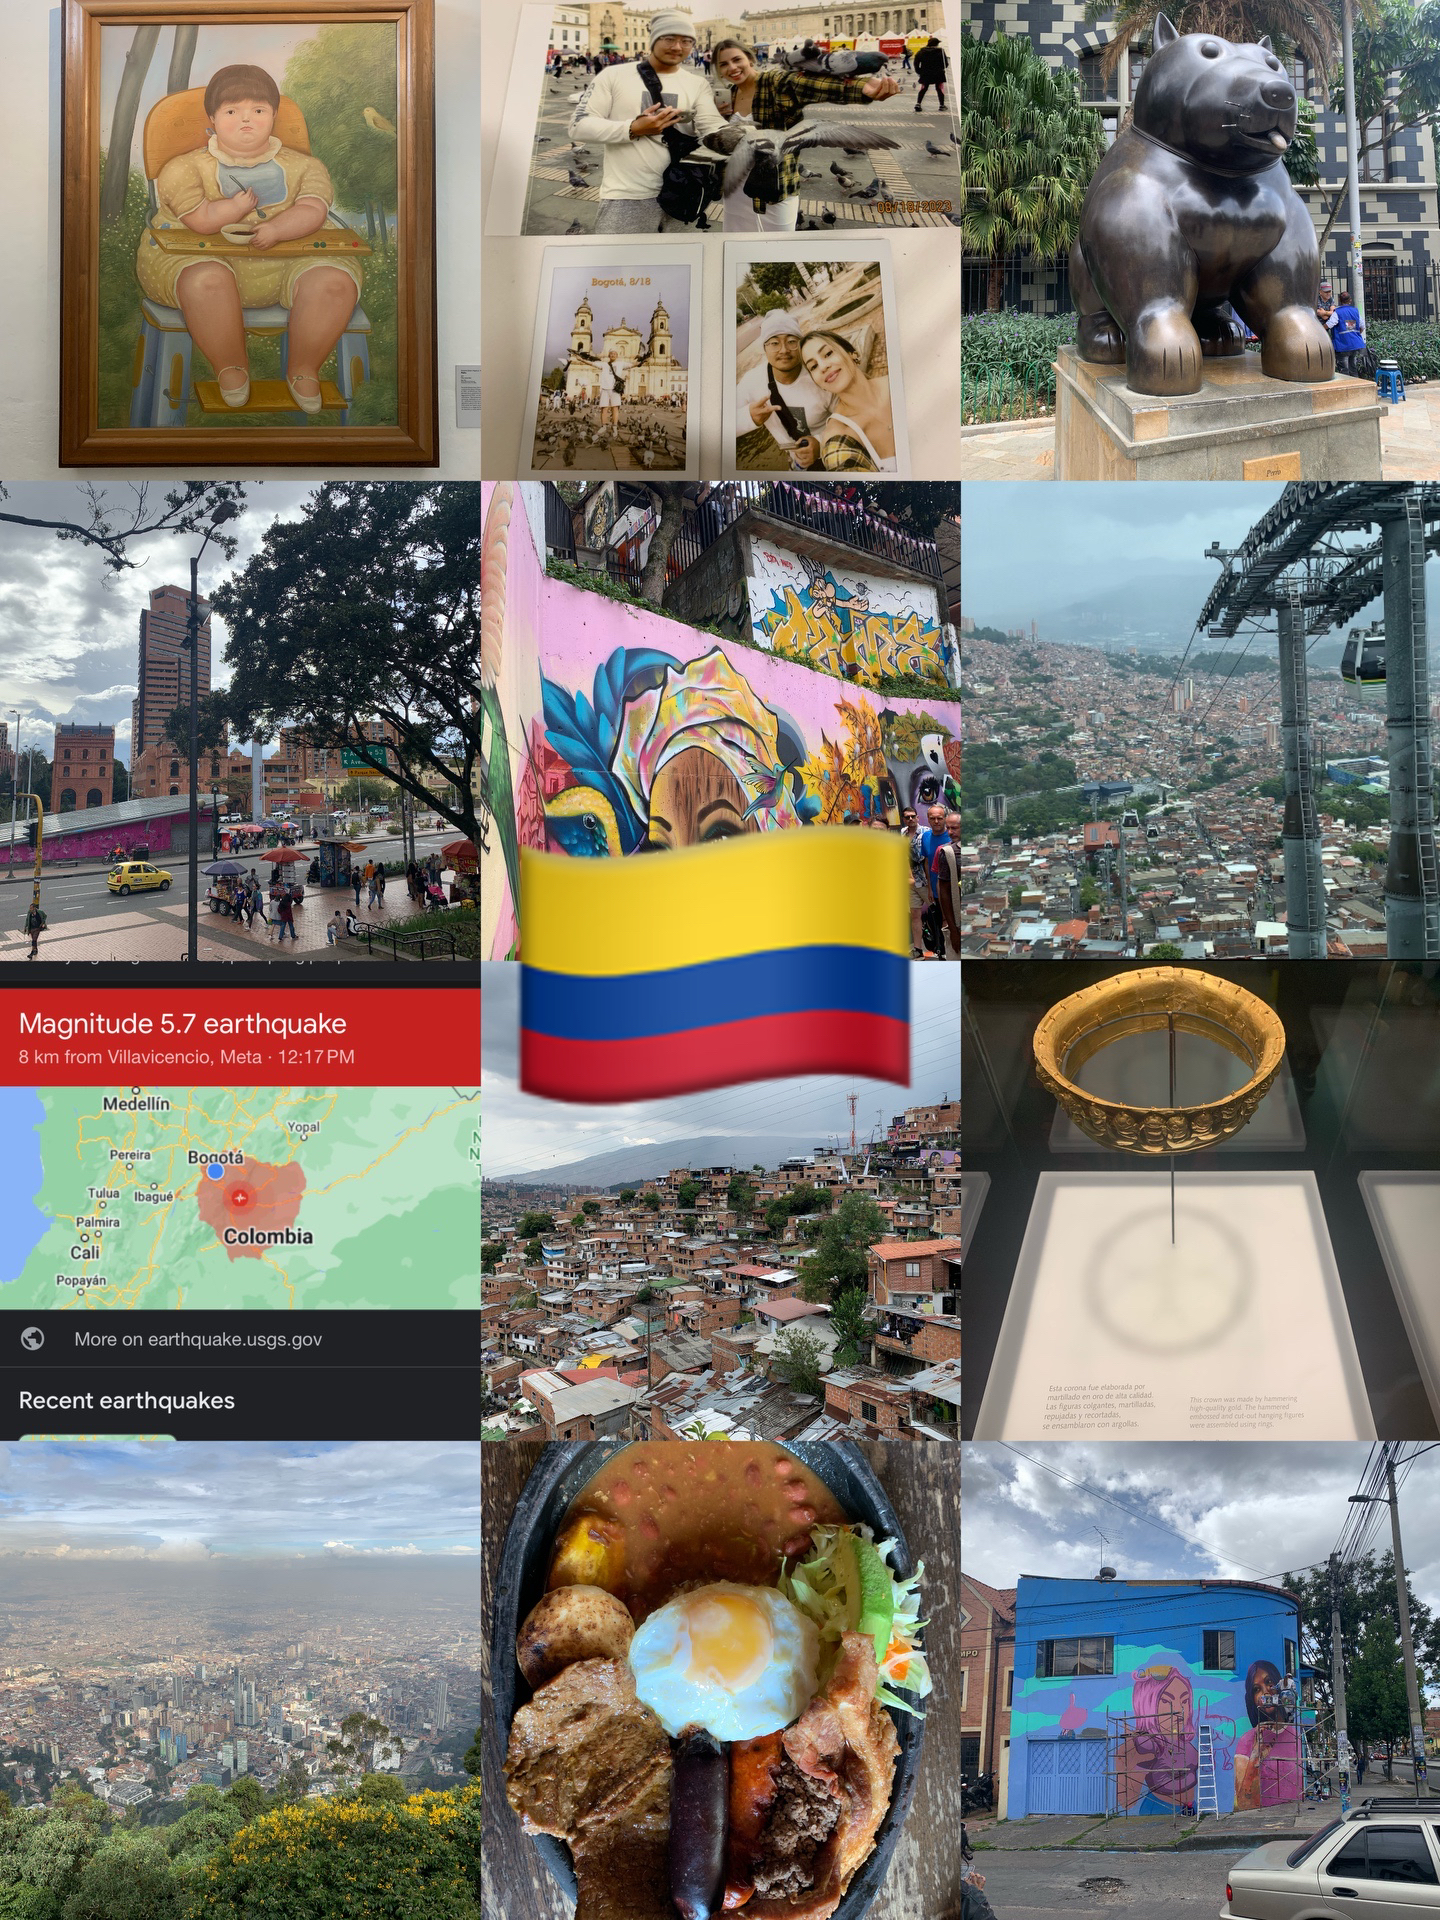 08/18/2023
Bogotá, 8/18
Perro
Magnitude 5.7 earthquake
8 km from Villavicencio, Meta · 12:17 PM
Medellín
Yopal
Pereira
Bogotá
Tulua
Ibagué
Palmira
Colombia
Cali
Popayán
More on earthquake.usgs.gov
Recent earthquakes
Esta corona fue elaborada por
martillado en oro de alta calidad.
Las figuras colgantes, martilladas,
repujadas y recortadas,
se ensamblaron con argollas.
This crown was made by hammering
high-quality gold. The hammered
embossed and cut-out hanging figures
were assembled using rings.